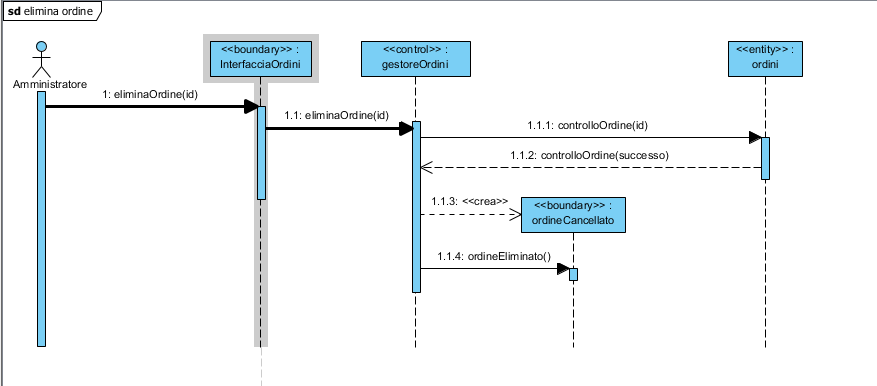 sd elimina ordine
<<boundary>> :
InterfacciaOrdini
<<control>> :
gestoreOrdini
<<entity>> :
ordini
Amministratore
1: eliminaOrdine(id)
1.1: eliminaOrdine(id)
1.1.1: controlloOrdine(id)
1.1.2: controlloOrdine(successo)
1.1.3: <<crea>>
<<boundary>> :
ordineCancellato
1.1.4: ordineEliminato()